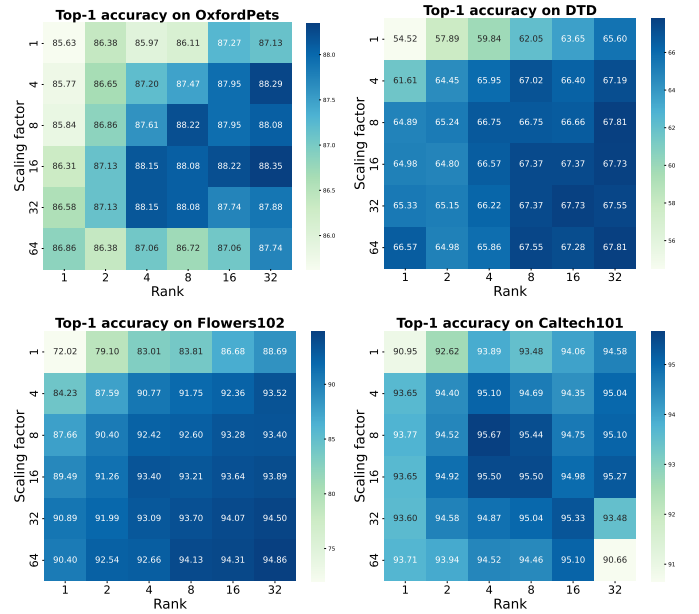 Top-1 accuracy on OxfordPets
Scaling factor
1 85.63 86.38 85.97 86.11 87.27 87.13
4 85.77 86.65 87.20 87.47 87.95 88.29
8 85.84 86.86 87.61 88.22 87.95 88.08
16 86.31 87.13 88.15 88.08 88.22 88.35
32 86.58 87.13 88.15 88.08 87.74 87.88
64 86.86 86.38 87.06 86.72 87.06 87.74
1 2 4 8 16 32
Rank
88.0
87.5
87.0
86.5
86.0
Top-1 accuracy on DTD
Scaling factor
1 54.52 57.89 59.84 62.05 63.65 65.60
4 61.61 64.45 65.95 67.02 66.40 67.19
8 64.89 65.24 66.75 66.75 66.66 67.81
16 64.98 64.80 66.57 67.37 67.37 67.73
32 65.33 65.15 66.22 67.37 67.73 67.55
64 66.57 64.98 65.86 67.55 67.28 67.81
1 2 4 8 16 32
Rank
66
64
62
60
58
56
Top-1 accuracy on Flowers102
Scaling factor
1 72.02 79.10 83.01 83.81 86.68 88.69
4 84.23 87.59 90.77 91.75 92.36 93.52
8 87.66 90.40 92.42 92.60 93.28 93.40
16 89.49 91.26 93.40 93.21 93.64 93.89
32 90.89 91.99 93.09 93.70 94.07 94.50
64 90.40 92.54 92.66 94.13 94.31 94.86
1 2 4 8 16 32
Rank
90
85
80
75
Top-1 accuracy on Caltech101
Scaling factor
1 90.95 92.62 93.89 93.48 94.06 94.58
4 93.65 94.40 95.10 94.69 94.35 95.04
8 93.77 94.52 95.67 95.44 94.75 95.10
16 93.65 94.92 95.50 95.50 94.98 95.27
32 93.60 94.58 94.87 95.04 95.33 93.48
64 93.71 93.94 94.52 94.46 95.10 90.66
1 2 4 8 16 32
Rank
95
94
93
92
91